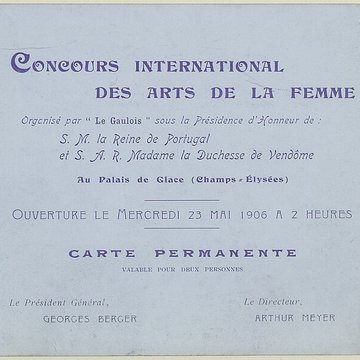 CONCOURS INTERNATIONAL
DES ARTS DE LA FEMME
Organisé par “ Le Gaulois ” sous la Présidence d'Honneur de :
S. M. la Reine de Portugal
et S. A. R. Madame la Duchesse de Vendôme
Au Palais de Glace (Champs-Élysées)
OUVERTURE LE MERCREDI 23 MAI 1906 A 2 HEURES
CARTE PERMANENTE
VALABLE POUR DEUX PERSONNES
Le Président Général,
GEORGES BERGER
Le Directeur,
ARTHUR MEYER